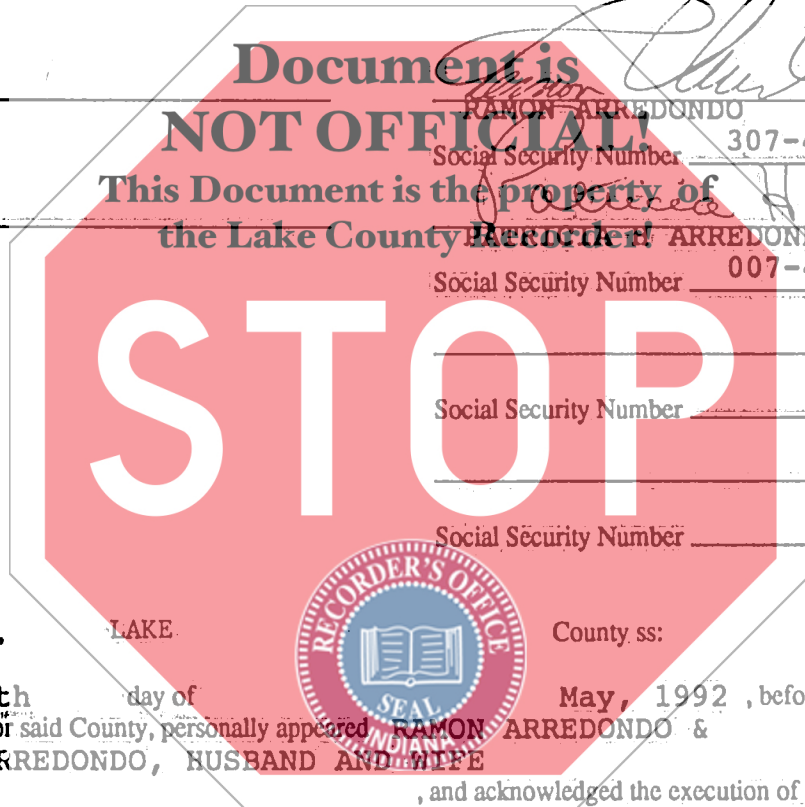 Document is
NOT OFFICIAL!
This Document is the property of
the Lake County Recorder!
STOP
RAMON ARREDONDO
Social Security Number 307-
ARREDON
Social Security Number 007-
Social Security Number
Social Security Number
RECORDER'S OFFICE
SEAL
INDIANA
LAKE County ss:
th day of May, 1992 , befo
said County, personally appeared RAMON ARREDONDO &
RREDONDO, HUSBAND AND WIFE
, and acknowledged the execution of